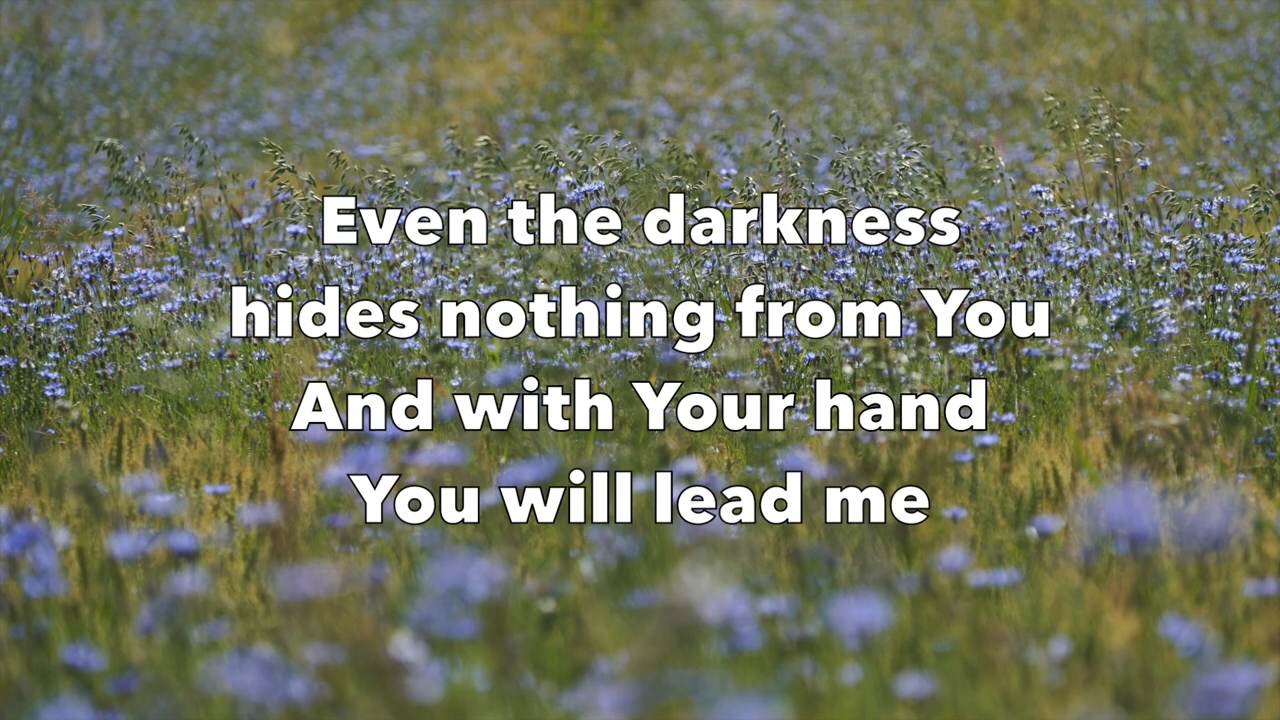 Even the darkness
hides nothing from You
And with Your hand
You will lead me